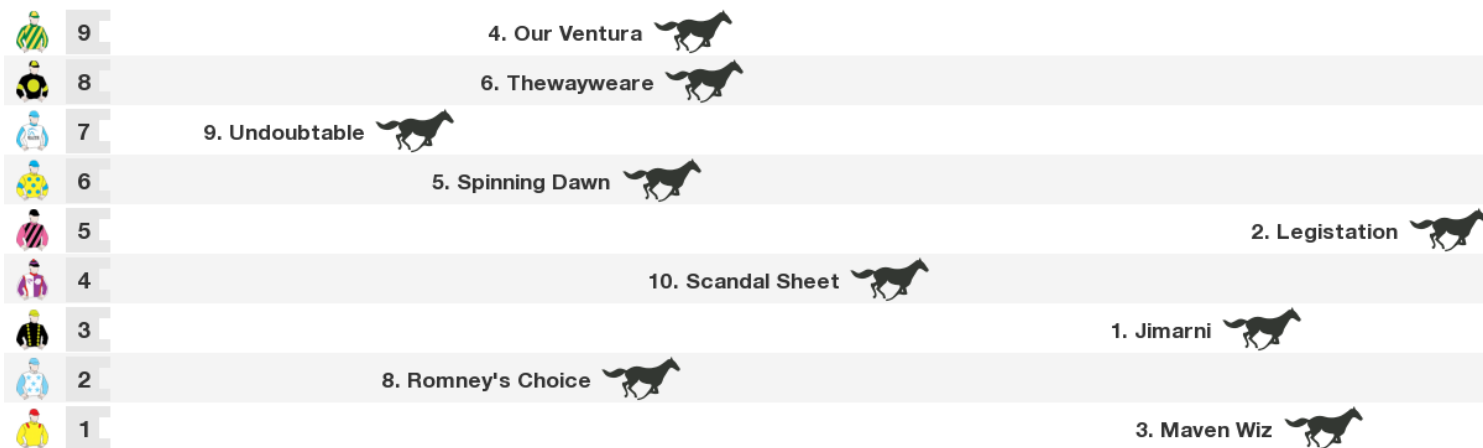 9 4. Our Ventura
8 6. Thewayweare
7 9. Undoubtable
6 5. Spinning Dawn
5 2. Legistation
4 10. Scandal Sheet
3 1. Jimarni
2 8. Romney's Choice
1 3. Maven Wiz